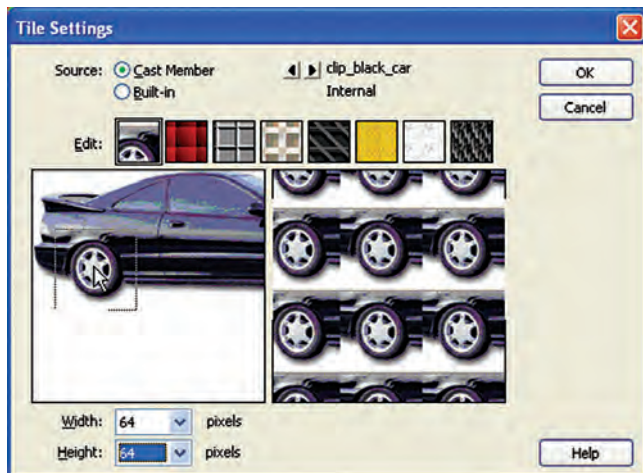 Tile Settings
Source: Cast Member clip_black_car OK
Built-in Internal Cancel
Edit:
Width: 64 pixels
Height: 64 pixels Help